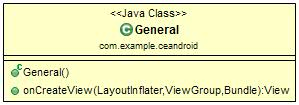 <<Java Class>>
General
com.example.ceandroid
General()
onCreateView(LayoutInflater,ViewGroup,Bundle):View